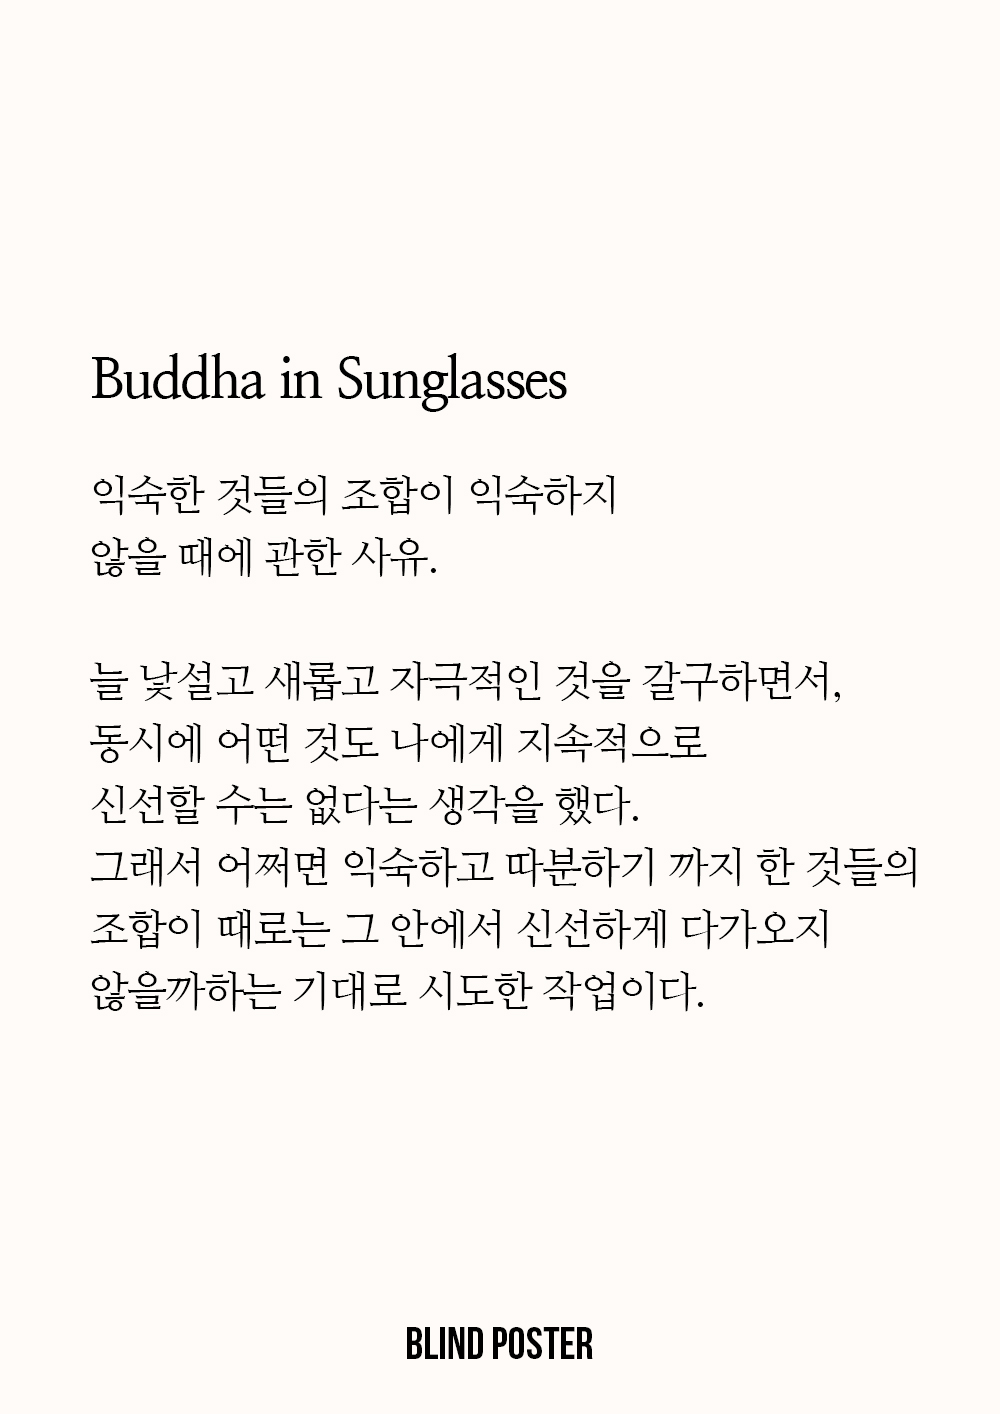 Buddha in Sunglasses
익숙한 것들의 조합이 익숙하지
않을 때에 관한 사유.
늘 낯설고 새롭고 자극적인 것을 갈구하면서,
동시에 어떤 것도 나에게 지속적으로
신선할 수는 없다는 생각을 했다.
그래서 어쩌면 익숙하고 따분하기 까지 한 것들의
조합이 때로는 그 안에서 신선하게 다가오지
않을까하는 기대로 시도한 작업이다.
BLIND POSTER